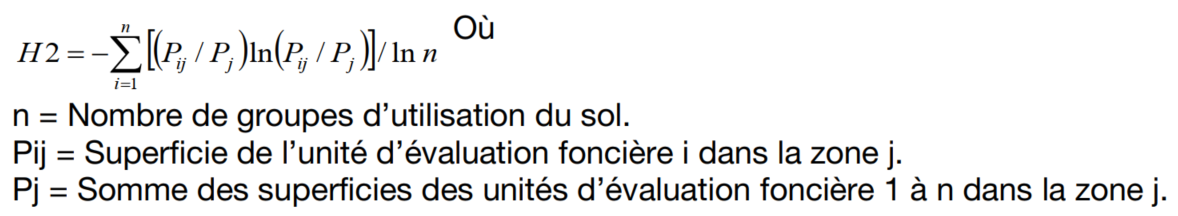 H2 = −∑ⁿᵢ₌₁ [(Pij / Pj) ln(Pij / Pj)] / ln n Où
n = Nombre de groupes d’utilisation du sol.
Pij = Superficie de l’unité d’évaluation foncière i dans la zone j.
Pj = Somme des superficies des unités d’évaluation foncière 1 à n dans la zone j.